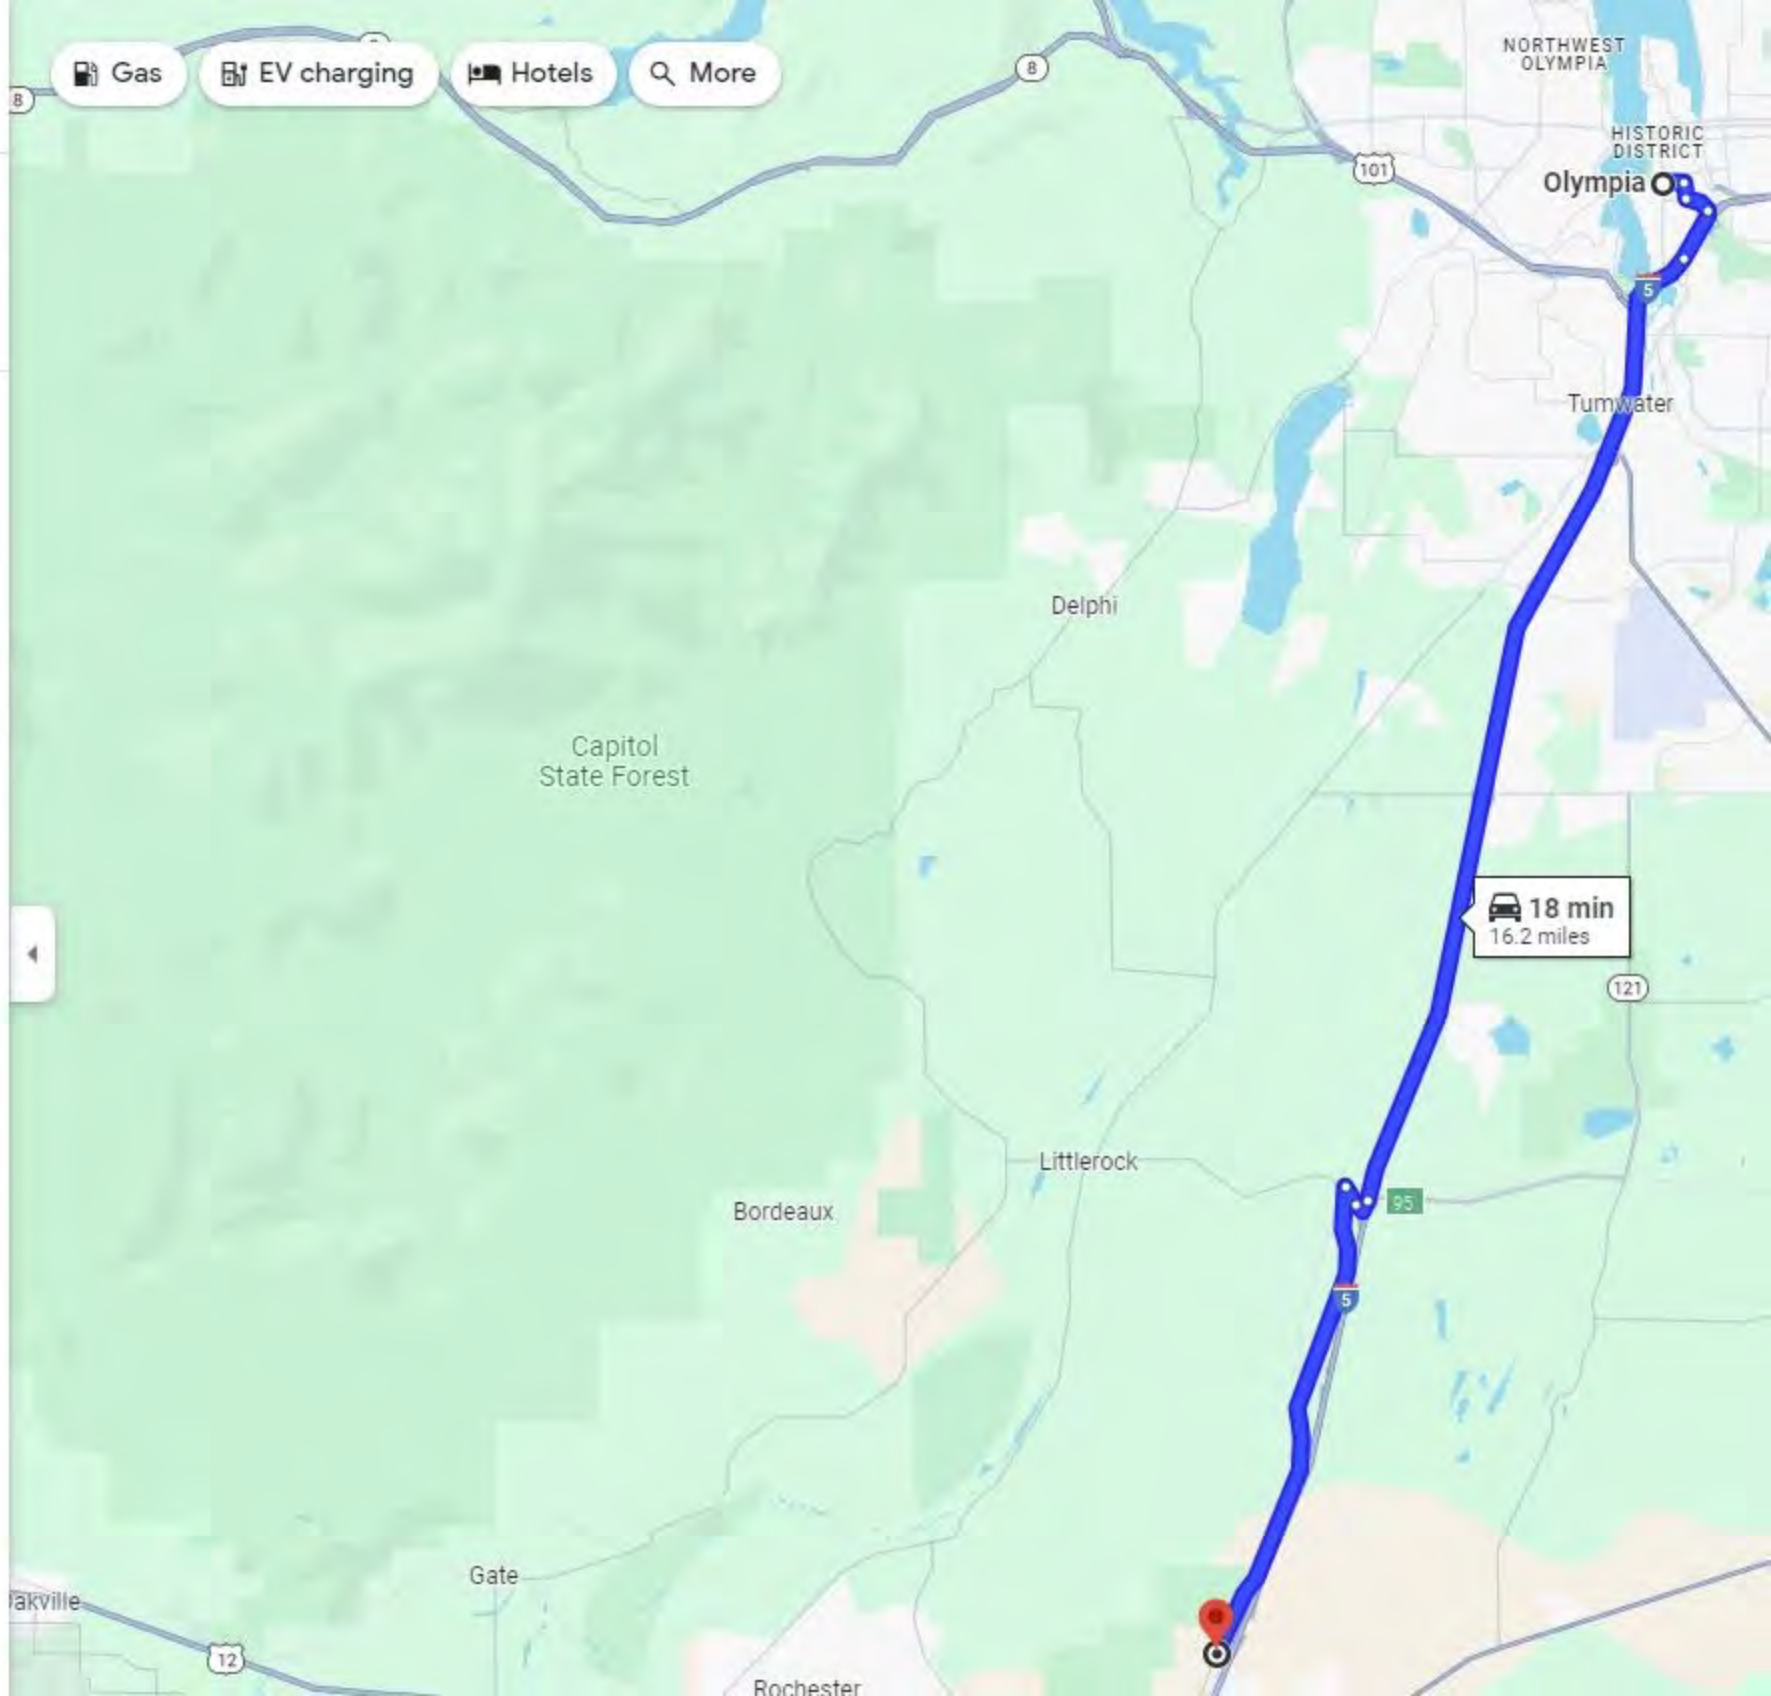 Gas
EV charging
Hotels
More
8
8
101
NORTHWEST
OLYMPIA
HISTORIC
DISTRICT
Olympia
5
Tumwater
Delphi
Capitol
State Forest
18 min
16.2 miles
121
Littlerock
95
Bordeaux
5
Gate
akville
12
Rochester